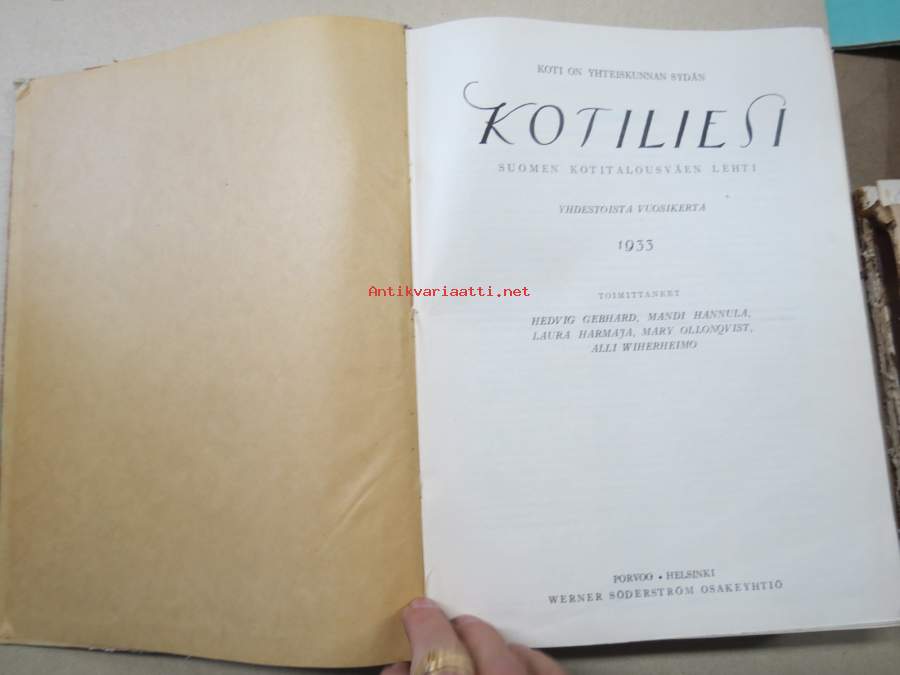 KOTI ON YHTEISKUNNAN SYDÄN
KOTILIESI
SUOMEN KOTITALOUSVÄEN LEHTI
YHDESTOISTA VUOSIKERTA
1933
Antikvariaatti.net
TOIMITTANEET
HEDVIG GEBHARD, MANDI HANNULA,
LAURA HARMAJA, MARY OLLONQVIST,
ALLI WIHERHEIMO
PORVOO • HELSINKI
WERNER SÖDERSTRÖM OSAKEYHTIÖ